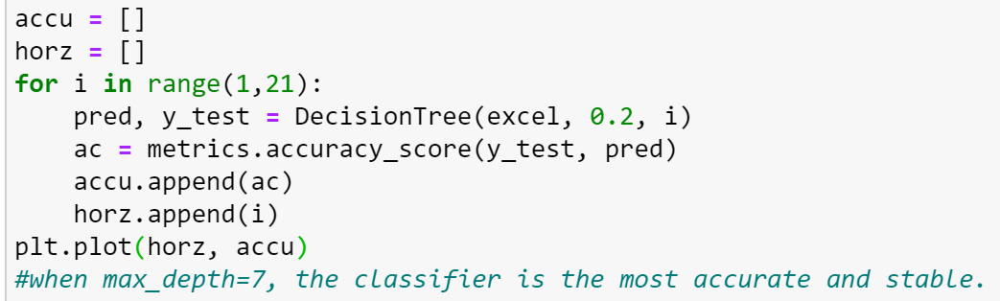 accu = []
horz = []
for i in range(1,21):
    pred, y_test = DecisionTree(excel, 0.2, i)
    ac = metrics.accuracy_score(y_test, pred)
    accu.append(ac)
    horz.append(i)
plt.plot(horz, accu)
#when max_depth=7, the classifier is the most accurate and stable.